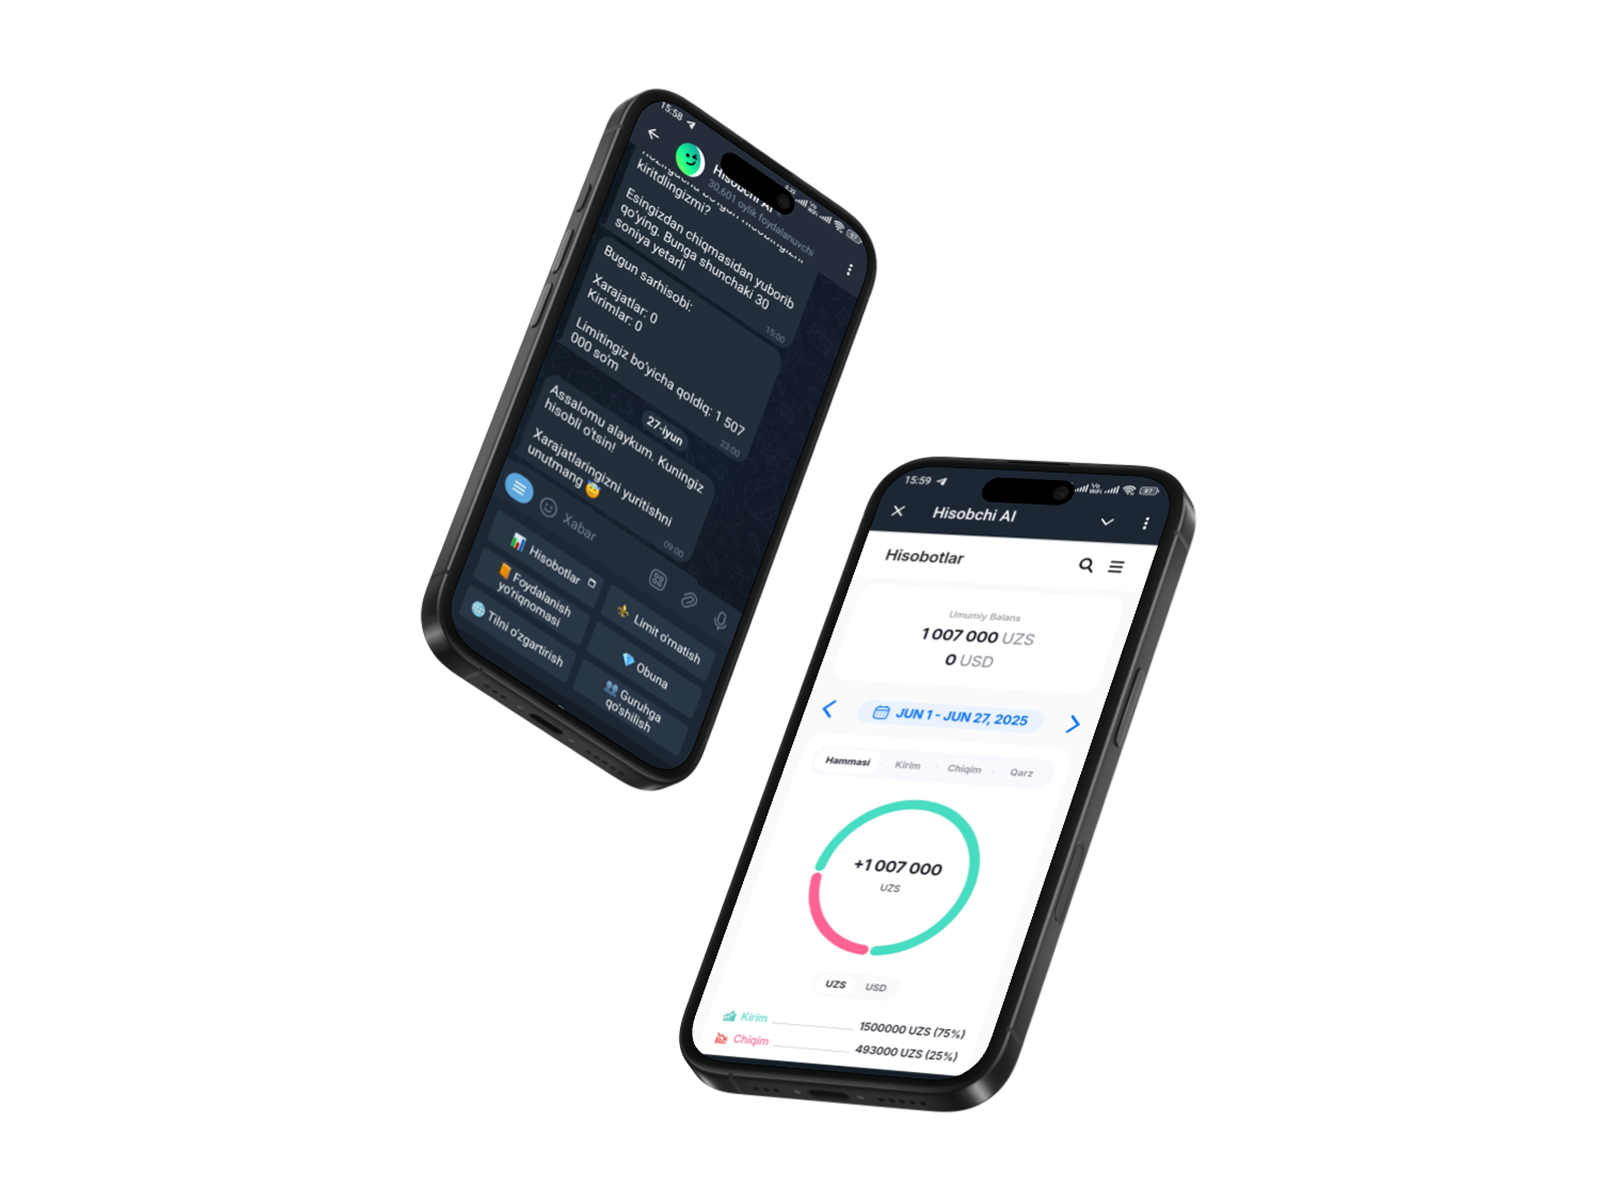 15:58
Hisobchi AI
30,601 oylik foydalanuvchi
kiritdingizmi?
Esingizdan chiqmasidan yuborib
qo'ying. Bunga shunchaki 30
soniya yetarli
15:00
Bugun sarhisobi:
Xarajatlar: 0
Kirimlar: 0
Limitingiz bo'yicha qoldiq: 1 507
000 so'm
23:00
27-iyun
Assalomu alaykum. Kuningiz
hisobli o'tsin!
Xarajatlaringizni yuritishni
unutmang 😇
09:00
Xabar
📊 Hisobotlar
⚜️ Limit o'rnatish
📙 Foydalanish
yo'riqnomasi
💎 Obuna
🌐 Tilni o'zgartirish
👥 Guruhga
qo'shilish
15:59
Vo
WiFi
97
Hisobchi AI
Hisobotlar
Umumiy Balans
1 007 000 UZS
0 USD
JUN 1 - JUN 27, 2025
Hammasi
Kirim
Chiqim
Qarz
+1 007 000
UZS
UZS
USD
Kirim 1500000 UZS (75%)
Chiqim 493000 UZS (25%)